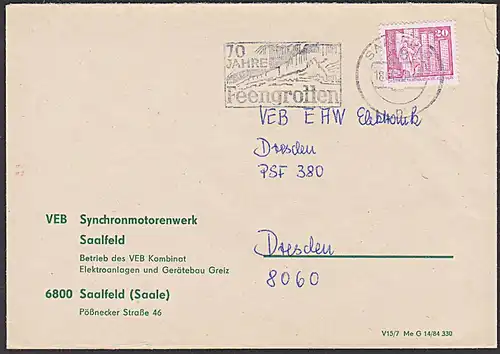 70
JAHRE
Feengrotten
20
VEB EHW Elektronik
Dresden
PSF 380
Dresden
8060
VEB Synchronmotorenwerk
Saalfeld
Betrieb des VEB Kombinat
Elektroanlagen und Gerätebau Greiz
6800 Saalfeld (Saale)
Pößnecker Straße 46
V15/7 Me G 14/84 330